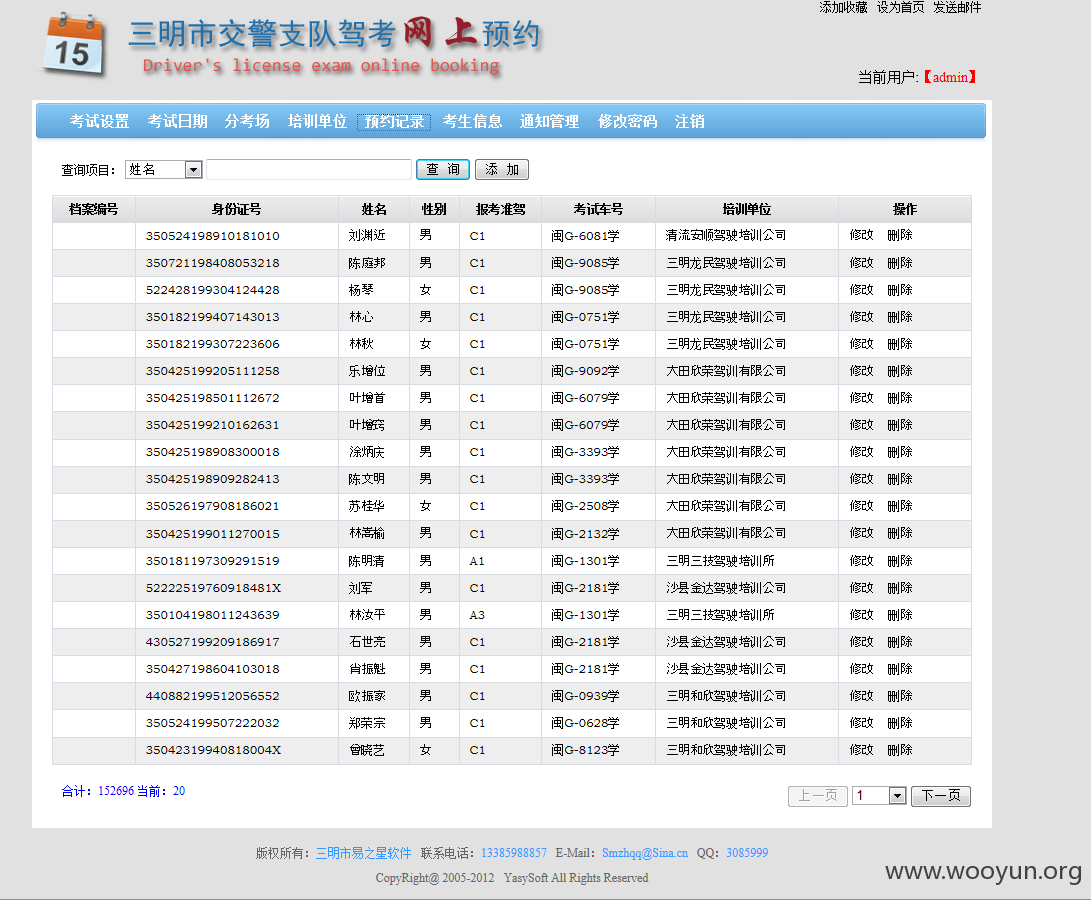 添加收藏 设为首页 发送邮件
15
三明市交警支队驾考网上预约
Driver's license exam online booking
当前用户:【admin】
考试设置 考试日期 分考场 培训单位 预约记录 考生信息 通知管理 修改密码 注销
查询项目: 姓名 查 询 添 加
档案编号 身份证号 姓名 性别 报考准驾 考试车号 培训单位 操作
350524198910181010 刘渊近 男 C1 闽G-6081学 清流安顺驾驶培训公司 修改 删除
350721198408053218 陈庭邦 男 C1 闽G-9085学 三明龙民驾驶培训公司 修改 删除
522428199304124428 杨琴 女 C1 闽G-9085学 三明龙民驾驶培训公司 修改 删除
350182199407143013 林心 男 C1 闽G-0751学 三明龙民驾驶培训公司 修改 删除
350182199307223606 林秋 女 C1 闽G-0751学 三明龙民驾驶培训公司 修改 删除
350425199205111258 乐增位 男 C1 闽G-9092学 大田欣荣驾训有限公司 修改 删除
350425198501112672 叶增首 男 C1 闽G-6079学 大田欣荣驾训有限公司 修改 删除
350425199210162631 叶增窍 男 C1 闽G-6079学 大田欣荣驾训有限公司 修改 删除
350425198908300018 涂炳庆 男 C1 闽G-3393学 大田欣荣驾训有限公司 修改 删除
350425198909282413 陈文明 男 C1 闽G-3393学 大田欣荣驾训有限公司 修改 删除
350526197908186021 苏桂华 女 C1 闽G-2508学 大田欣荣驾训有限公司 修改 删除
350425199011270015 林嵩榆 男 C1 闽G-2132学 大田欣荣驾训有限公司 修改 删除
350181197309291519 陈明清 男 A1 闽G-1301学 三明三技驾驶培训所 修改 删除
52222519760918481X 刘军 男 C1 闽G-2181学 沙县金达驾驶培训公司 修改 删除
350104198011243639 林汝平 男 A3 闽G-1301学 三明三技驾驶培训所 修改 删除
430527199209186917 石世亮 男 C1 闽G-2181学 沙县金达驾驶培训公司 修改 删除
350427198604103018 肖振魁 男 C1 闽G-2181学 沙县金达驾驶培训公司 修改 删除
440882199512056552 欧振家 男 C1 闽G-0939学 三明和欣驾驶培训公司 修改 删除
350524199507222032 郑荣宗 男 C1 闽G-0628学 三明和欣驾驶培训公司 修改 删除
35042319940818004X 曾晓艺 女 C1 闽G-8123学 三明和欣驾驶培训公司 修改 删除
合计: 152696 当前: 20 上一页 1 下一页
版权所有: 三明市易之星软件 联系电话: 13385988857 E-Mail: Smzhqq@Sina.cn QQ: 3085999
CopyRight@ 2005-2012 YasySoft All Rights Reserved
www.wooyun.org